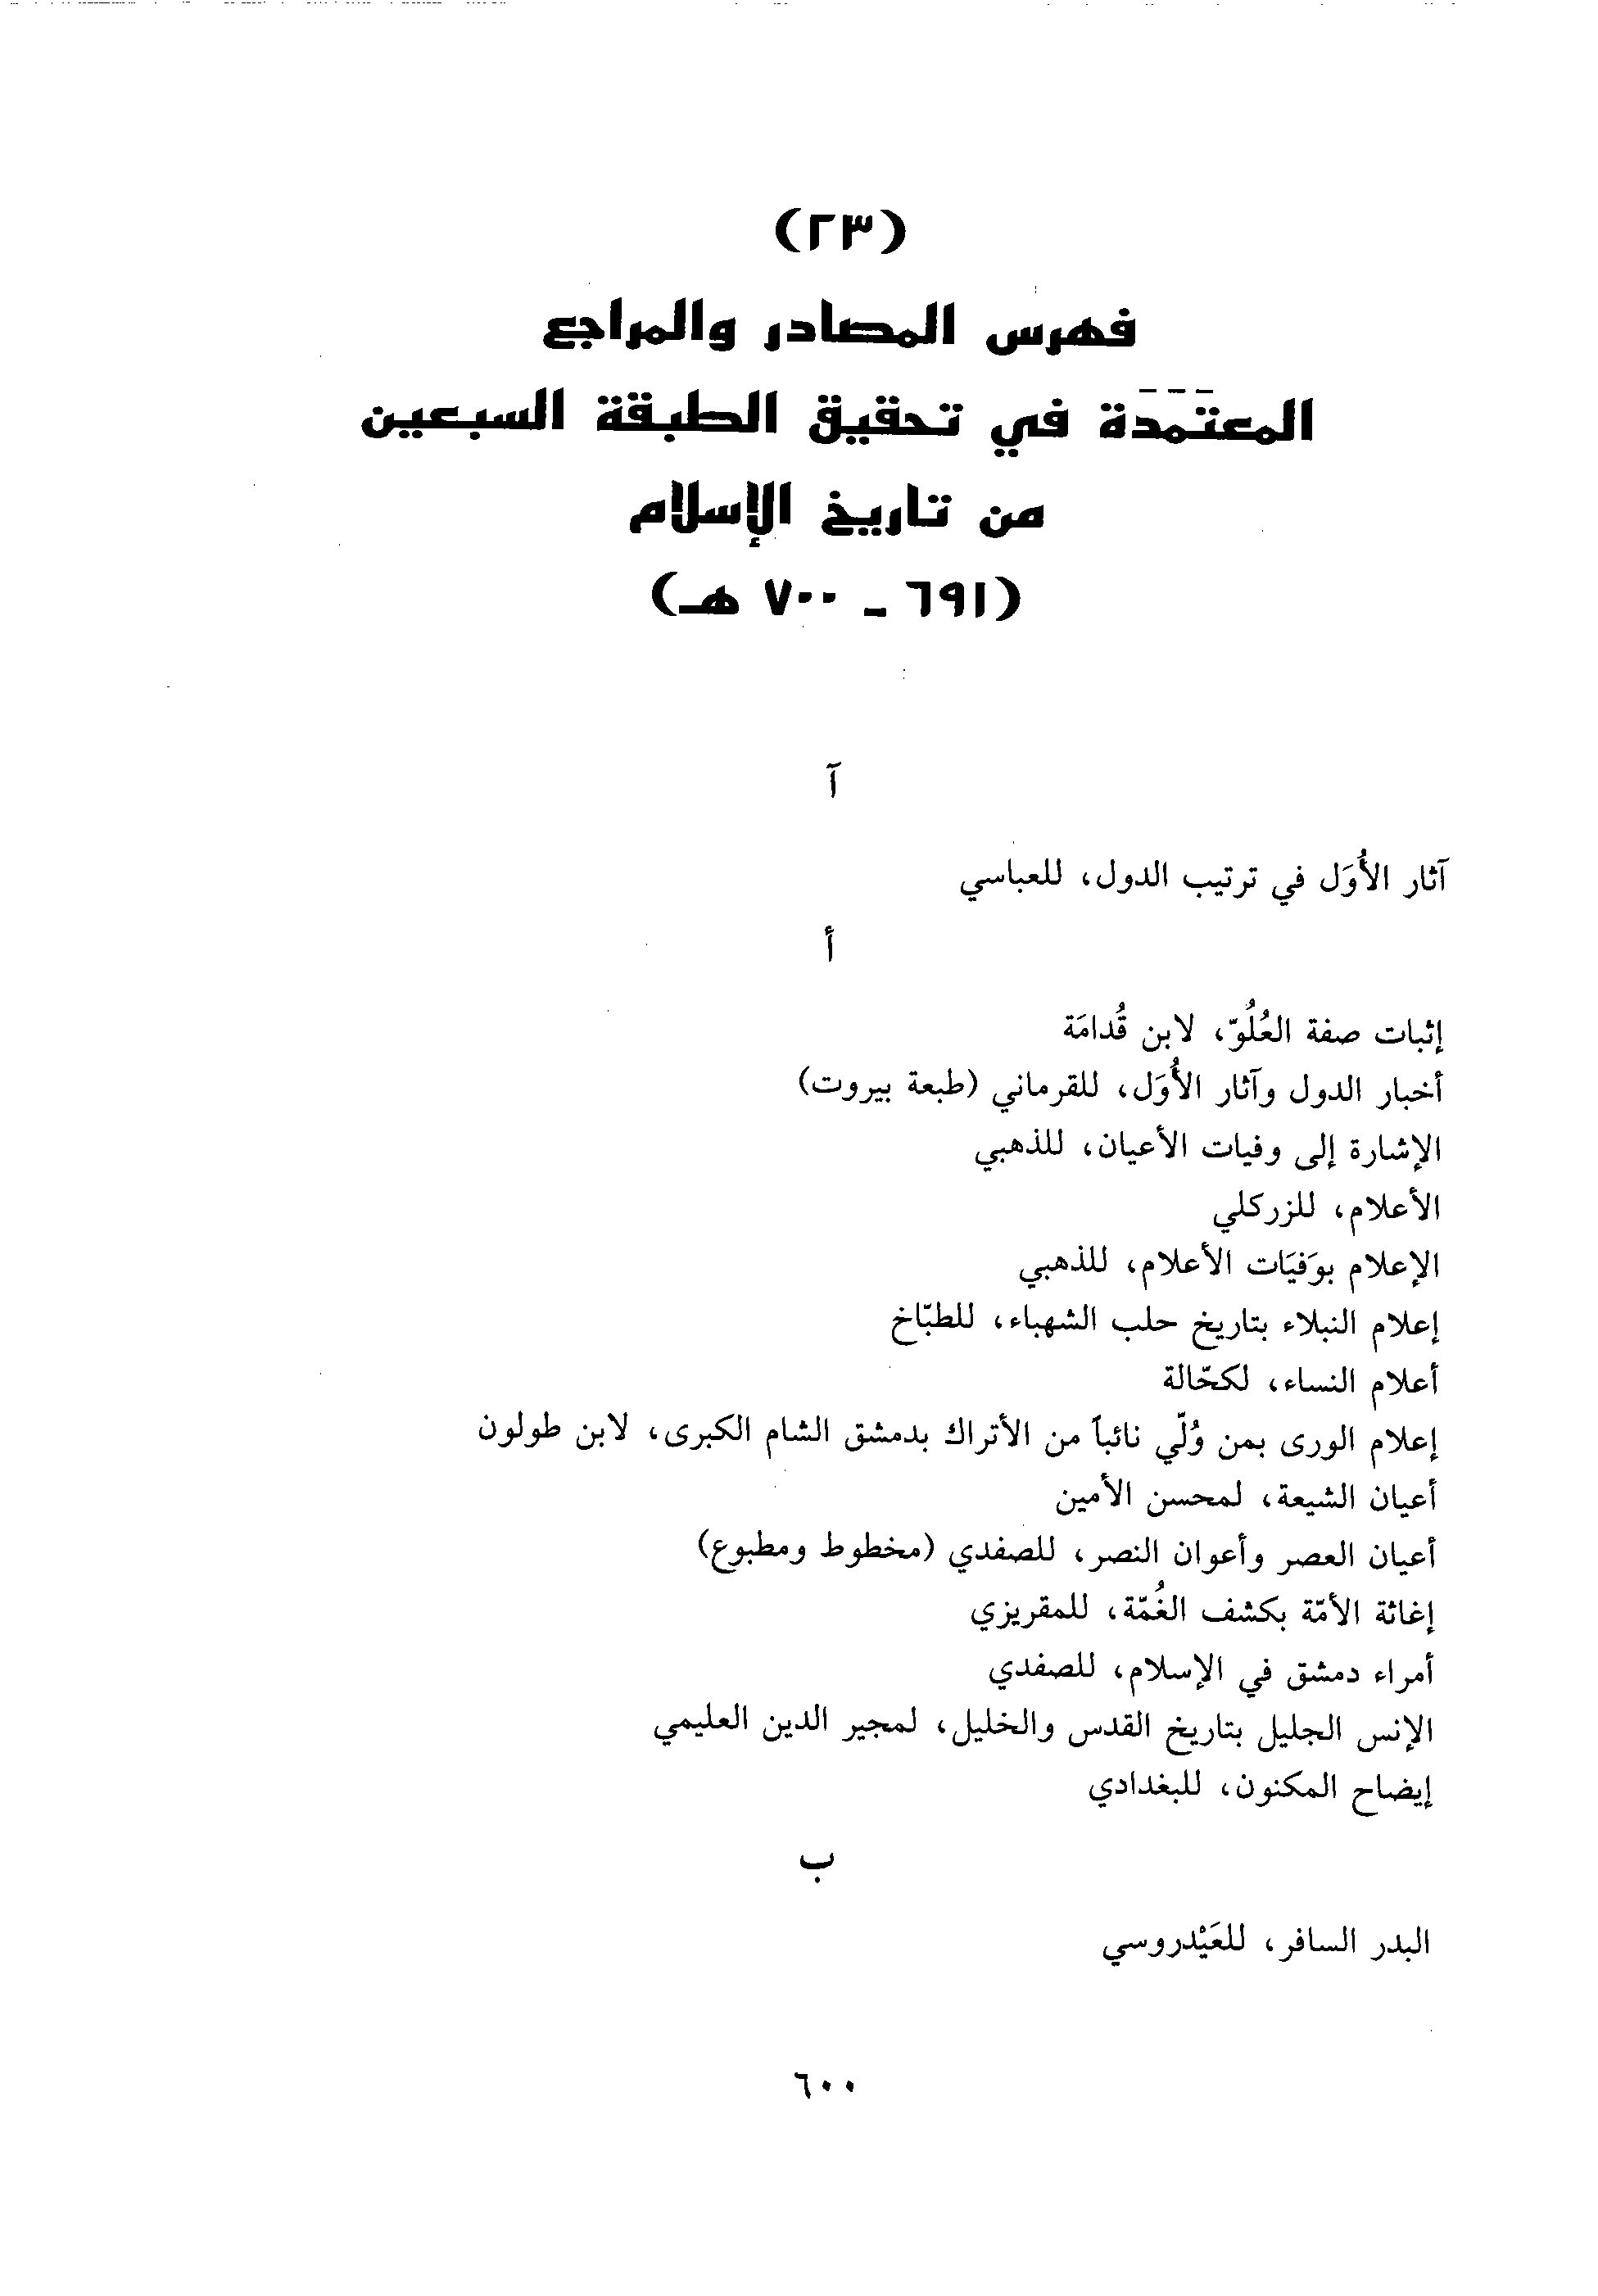 (٢٣)
فهرس المصادر والمراجع
المعتمدة في تحقيق الطبقة السبعين
من تاريخ الإسلام
(٦٩١ ـ ٧٠٠ هـ)
آ
آثار الأُوَل في ترتيب الدول، للعباسي
أ
إثبات صفة العُلُوّ، لابن قُدامَة
أخبار الدول وآثار الأُوَل، للقرماني (طبعة بيروت)
الإشارة إلى وفيات الأعيان، للذهبي
الأعلام، للزركلي
الإعلام بوَفيَات الأعلام، للذهبي
إعلام النبلاء بتاريخ حلب الشهباء، للطبّاخ
أعلام النساء، لكحّالة
إعلام الورى بمن وُلّي نائباً من الأتراك بدمشق الشام الكبرى، لابن طولون
أعيان الشيعة، لمحسن الأمين
أعيان العصر وأعوان النصر، للصفدي (مخطوط ومطبوع)
إغاثة الأمّة بكشف الغُمّة، للمقريزي
أمراء دمشق في الإسلام، للصفدي
الإنس الجليل بتاريخ القدس والخليل، لمجير الدين العليمي
إيضاح المكنون، للبغدادي
ب
البدر السافر، للعَيْدروسي
٦٠٠